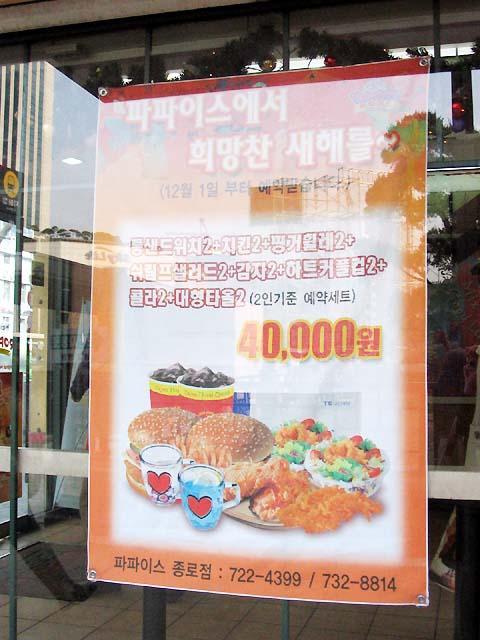 "파파이스에서
희망찬 새해를~
(12월 1일 부터 예약받습니다)
통샌드위치2+치킨2+팽기월레2+
쉬림프샐러드2+감자2+하트커플컵2+
콜라2+대형타올2 (2인기준 예약세트)
40,000원
파파이스 종로점 : 722-4399 / 732-8814